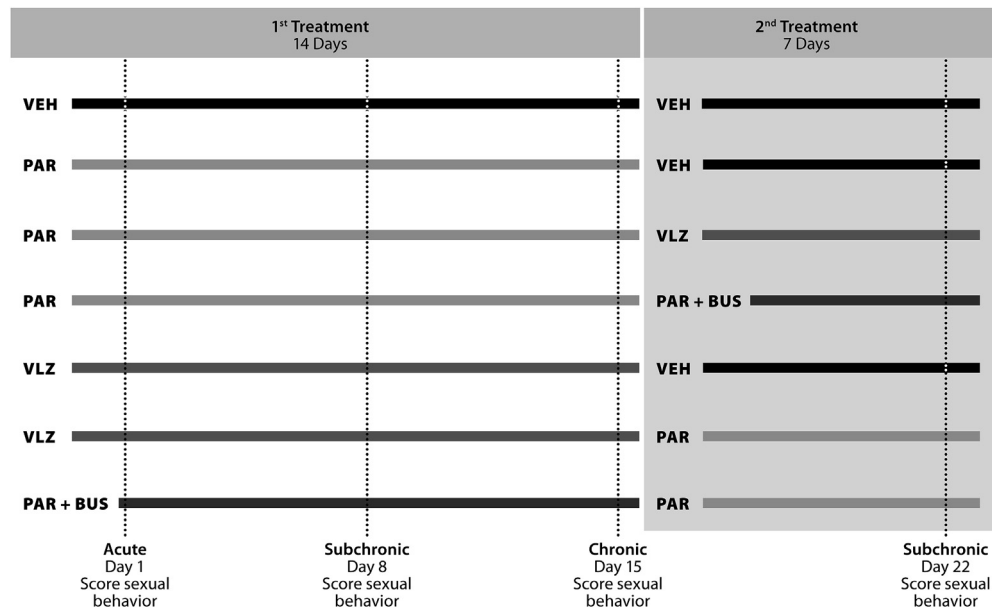 1st Treatment
14 Days
2nd Treatment
7 Days
VEH
VEH
PAR
VEH
PAR
VLZ
PAR
PAR + BUS
VLZ
VEH
VLZ
PAR
PAR + BUS
PAR
Acute
Day 1
Score sexual
behavior
Subchronic
Day 8
Score sexual
behavior
Chronic
Day 15
Score sexual
behavior
Subchronic
Day 22
Score sexual
behavior